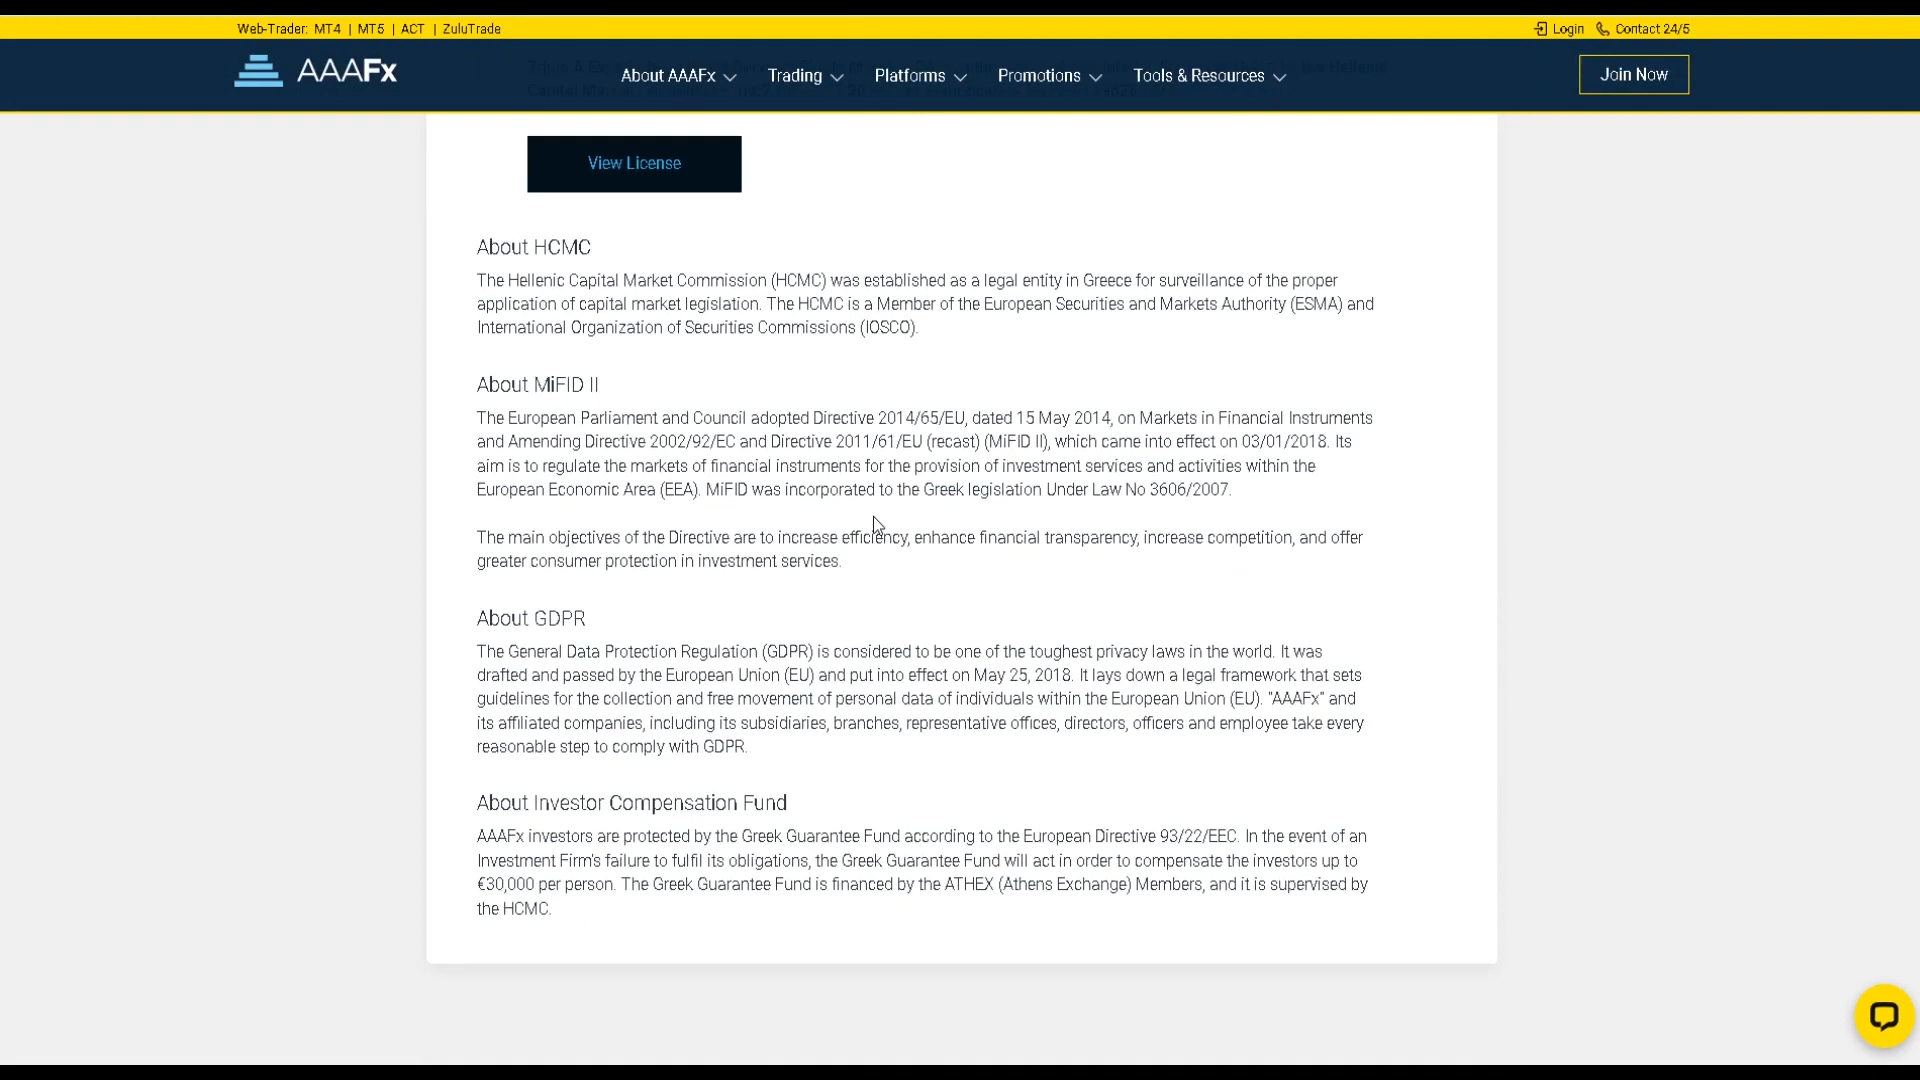 Web-Trader: MT4 | MT5 | ACT | ZuluTrade
Login Contact 24/5
AAAFx About AAAFx Trading Platforms Promotions Tools & Resources Join Now
View License
About HCMC
The Hellenic Capital Market Commission (HCMC) was established as a legal entity in Greece for surveillance of the proper
application of capital market legislation. The HCMC is a Member of the European Securities and Markets Authority (ESMA) and
International Organization of Securities Commissions (IOSCO).
About MiFID II
The European Parliament and Council adopted Directive 2014/65/EU, dated 15 May 2014, on Markets in Financial Instruments
and Amending Directive 2002/92/EC and Directive 2011/61/EU (recast) (MiFID II), which came into effect on 03/01/2018. Its
aim is to regulate the markets of financial instruments for the provision of investment services and activities within the
European Economic Area (EEA). MiFID was incorporated to the Greek legislation Under Law No 3606/2007.
The main objectives of the Directive are to increase efficiency, enhance financial transparency, increase competition, and offer
greater consumer protection in investment services.
About GDPR
The General Data Protection Regulation (GDPR) is considered to be one of the toughest privacy laws in the world. It was
drafted and passed by the European Union (EU) and put into effect on May 25, 2018. It lays down a legal framework that sets
guidelines for the collection and free movement of personal data of individuals within the European Union (EU). "AAAFx" and
its affiliated companies, including its subsidiaries, branches, representative offices, directors, officers and employee take every
reasonable step to comply with GDPR.
About Investor Compensation Fund
AAAFx investors are protected by the Greek Guarantee Fund according to the European Directive 93/22/EEC. In the event of an
Investment Firm's failure to fulfil its obligations, the Greek Guarantee Fund will act in order to compensate the investors up to
€30,000 per person. The Greek Guarantee Fund is financed by the ATHEX (Athens Exchange) Members, and it is supervised by
the HCMC.